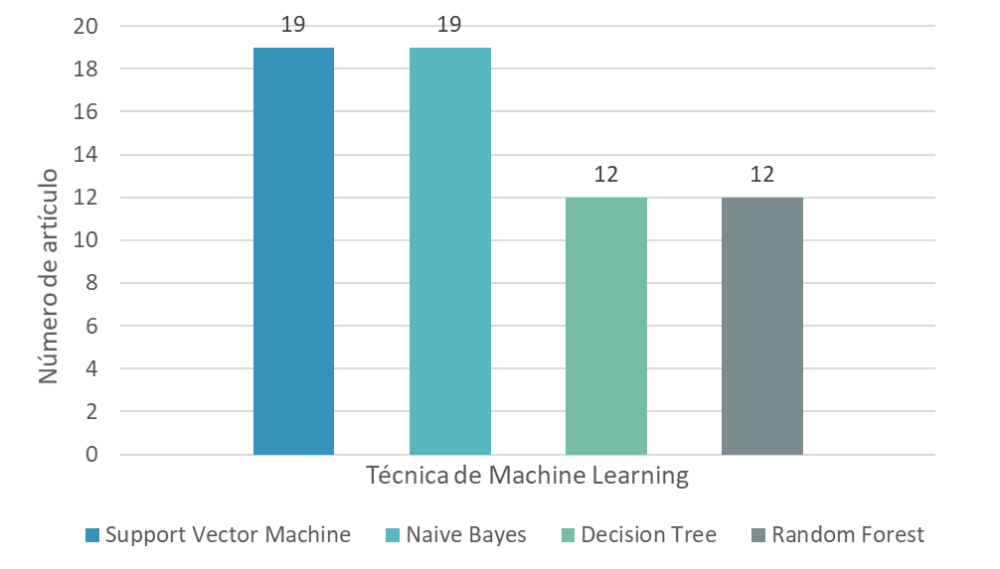 20
18
16
14
12
10
8
6
4
2
0
Número de artículo
19
19
12
12
Técnica de Machine Learning
Support Vector Machine
Naive Bayes
Decision Tree
Random Forest